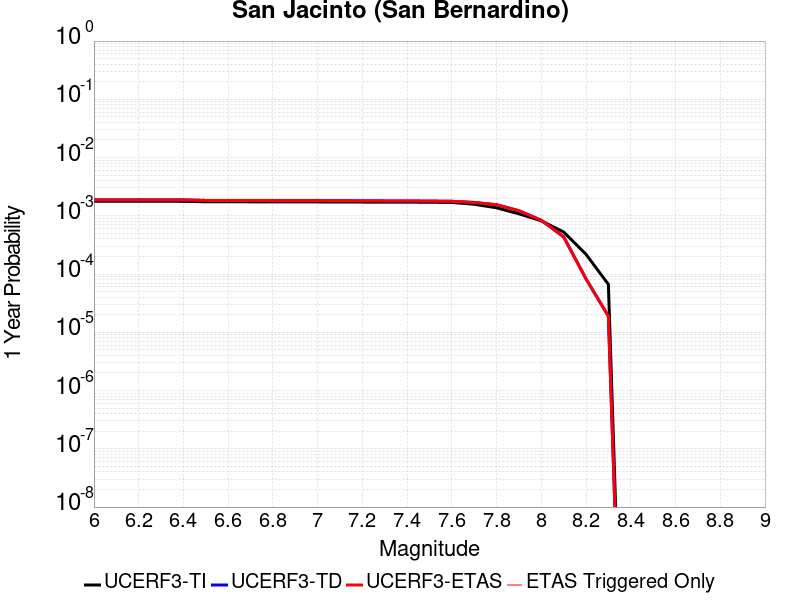 San Jacinto (San Bernardino)
10^0
10^-1
10^-2
10^-3
10^-4
10^-5
10^-6
10^-7
10^-8
1 Year Probability
6 6.2 6.4 6.6 6.8 7 7.2 7.4 7.6 7.8 8 8.2 8.4 8.6 8.8 9
Magnitude
UCERF3-TI UCERF3-TD UCERF3-ETAS ETAS Triggered Only